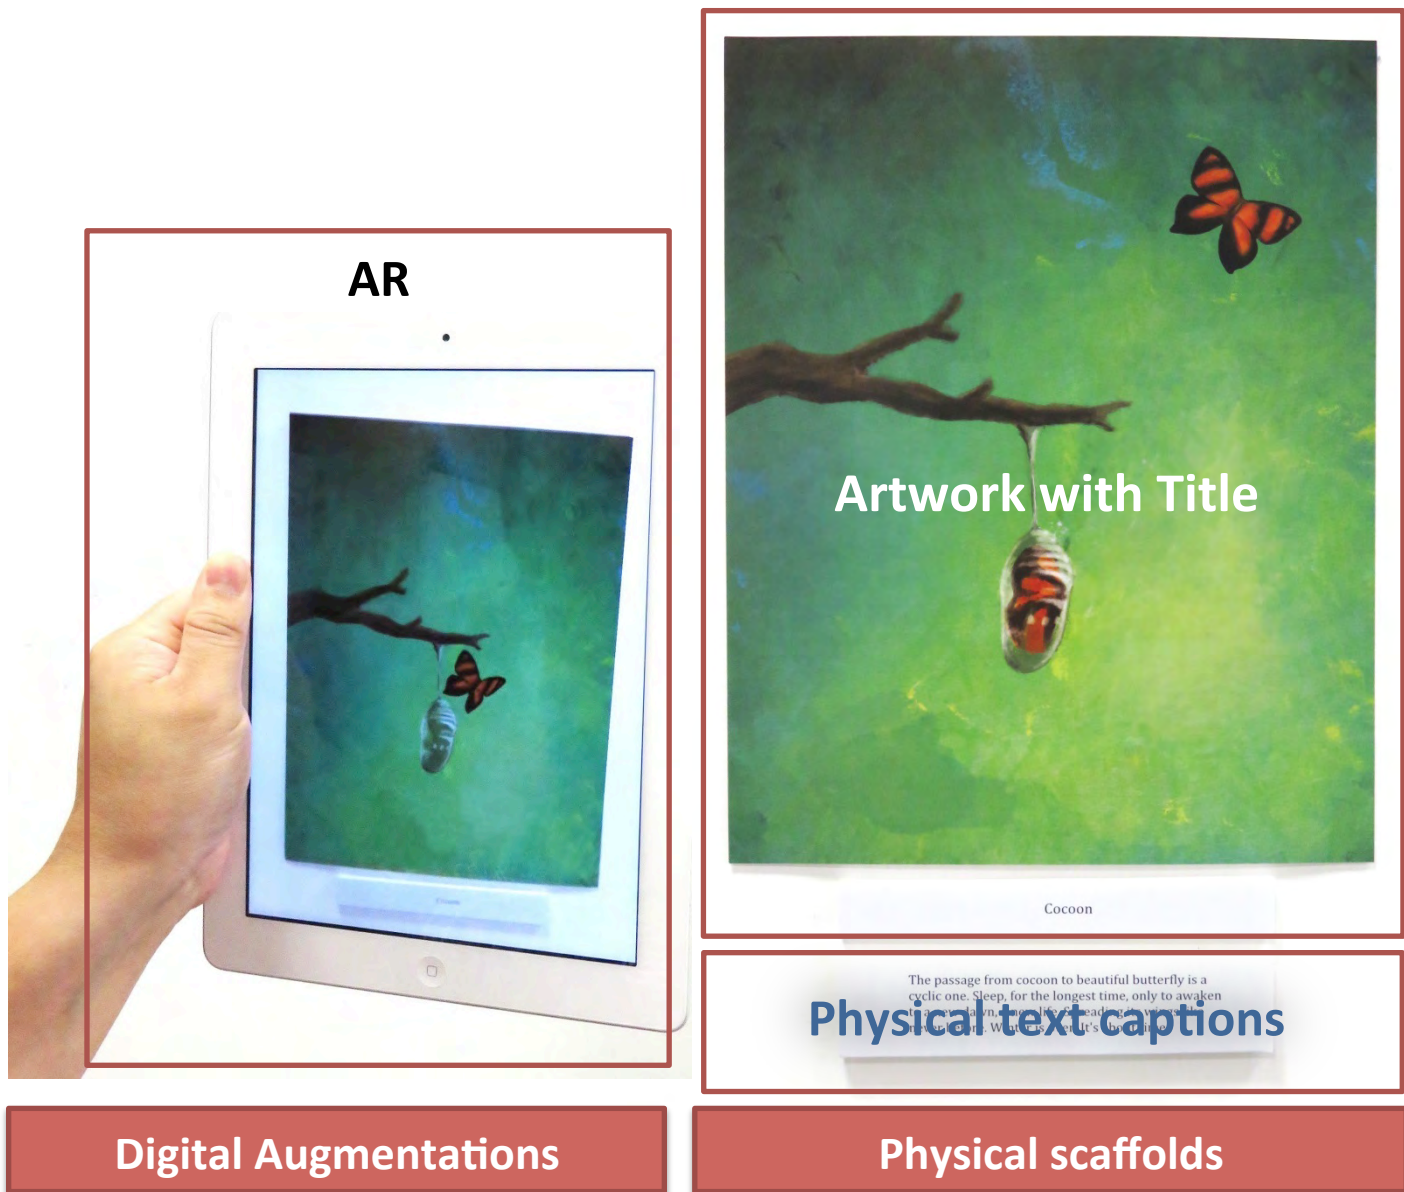 AR
Artwork with Title
Cocoon
Cocoon
The passage from cocoon to beautiful butterfly is a
cyclic one. Sleep, for the longest time, only to awaken
Physical text captions
Digital Augmentations
Physical scaffolds